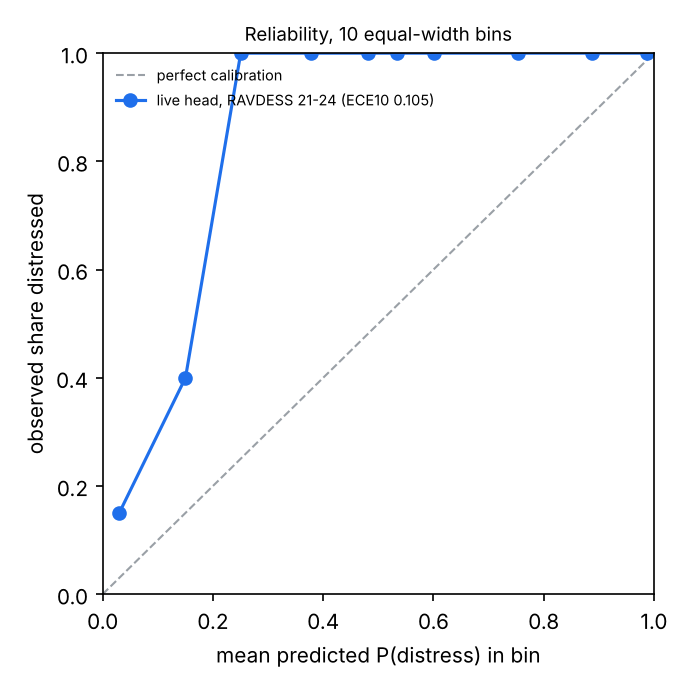 Reliability, 10 equal-width bins
1.0
perfect calibration
live head, RAVDESS 21-24 (ECE10 0.105)
0.8
0.6
0.4
0.2
0.0
observed share distressed
0.0 0.2 0.4 0.6 0.8 1.0
mean predicted P(distress) in bin